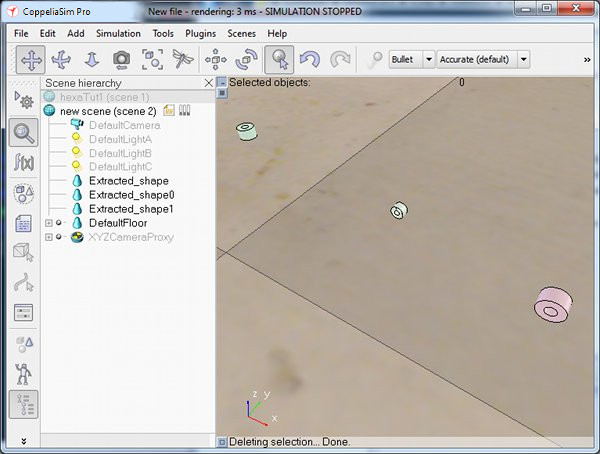 CoppeliaSim Pro
New file - rendering: 3 ms - SIMULATION STOPPED
File Edit Add Simulation Tools Plugins Scenes Help
Bullet Accurate (default) »
Scene hierarchy
Selected objects: 0
hexaTut1 (scene 1)
new scene (scene 2)
DefaultCamera
DefaultLightA
DefaultLightB
DefaultLightC
Extracted_shape
Extracted_shape0
Extracted_shape1
DefaultFloor
XYZCameraProxy
f(x)
z y
x
Deleting selection... Done.